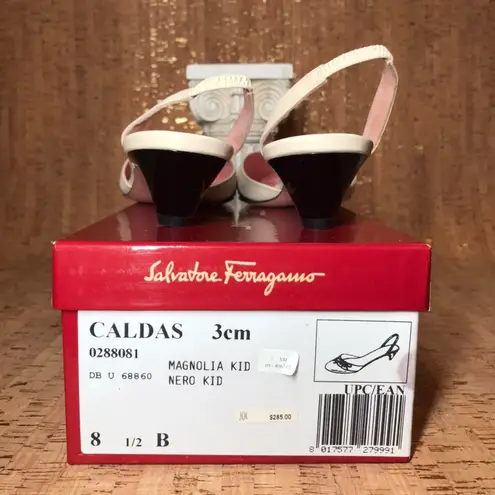 Salvatore Ferragamo
CALDAS 3cm
0288081
DB U 68860
MAGNOLIA KID
NERO KID
$285.00
UPC/EAN
8 1/2 B
8 017577 279991